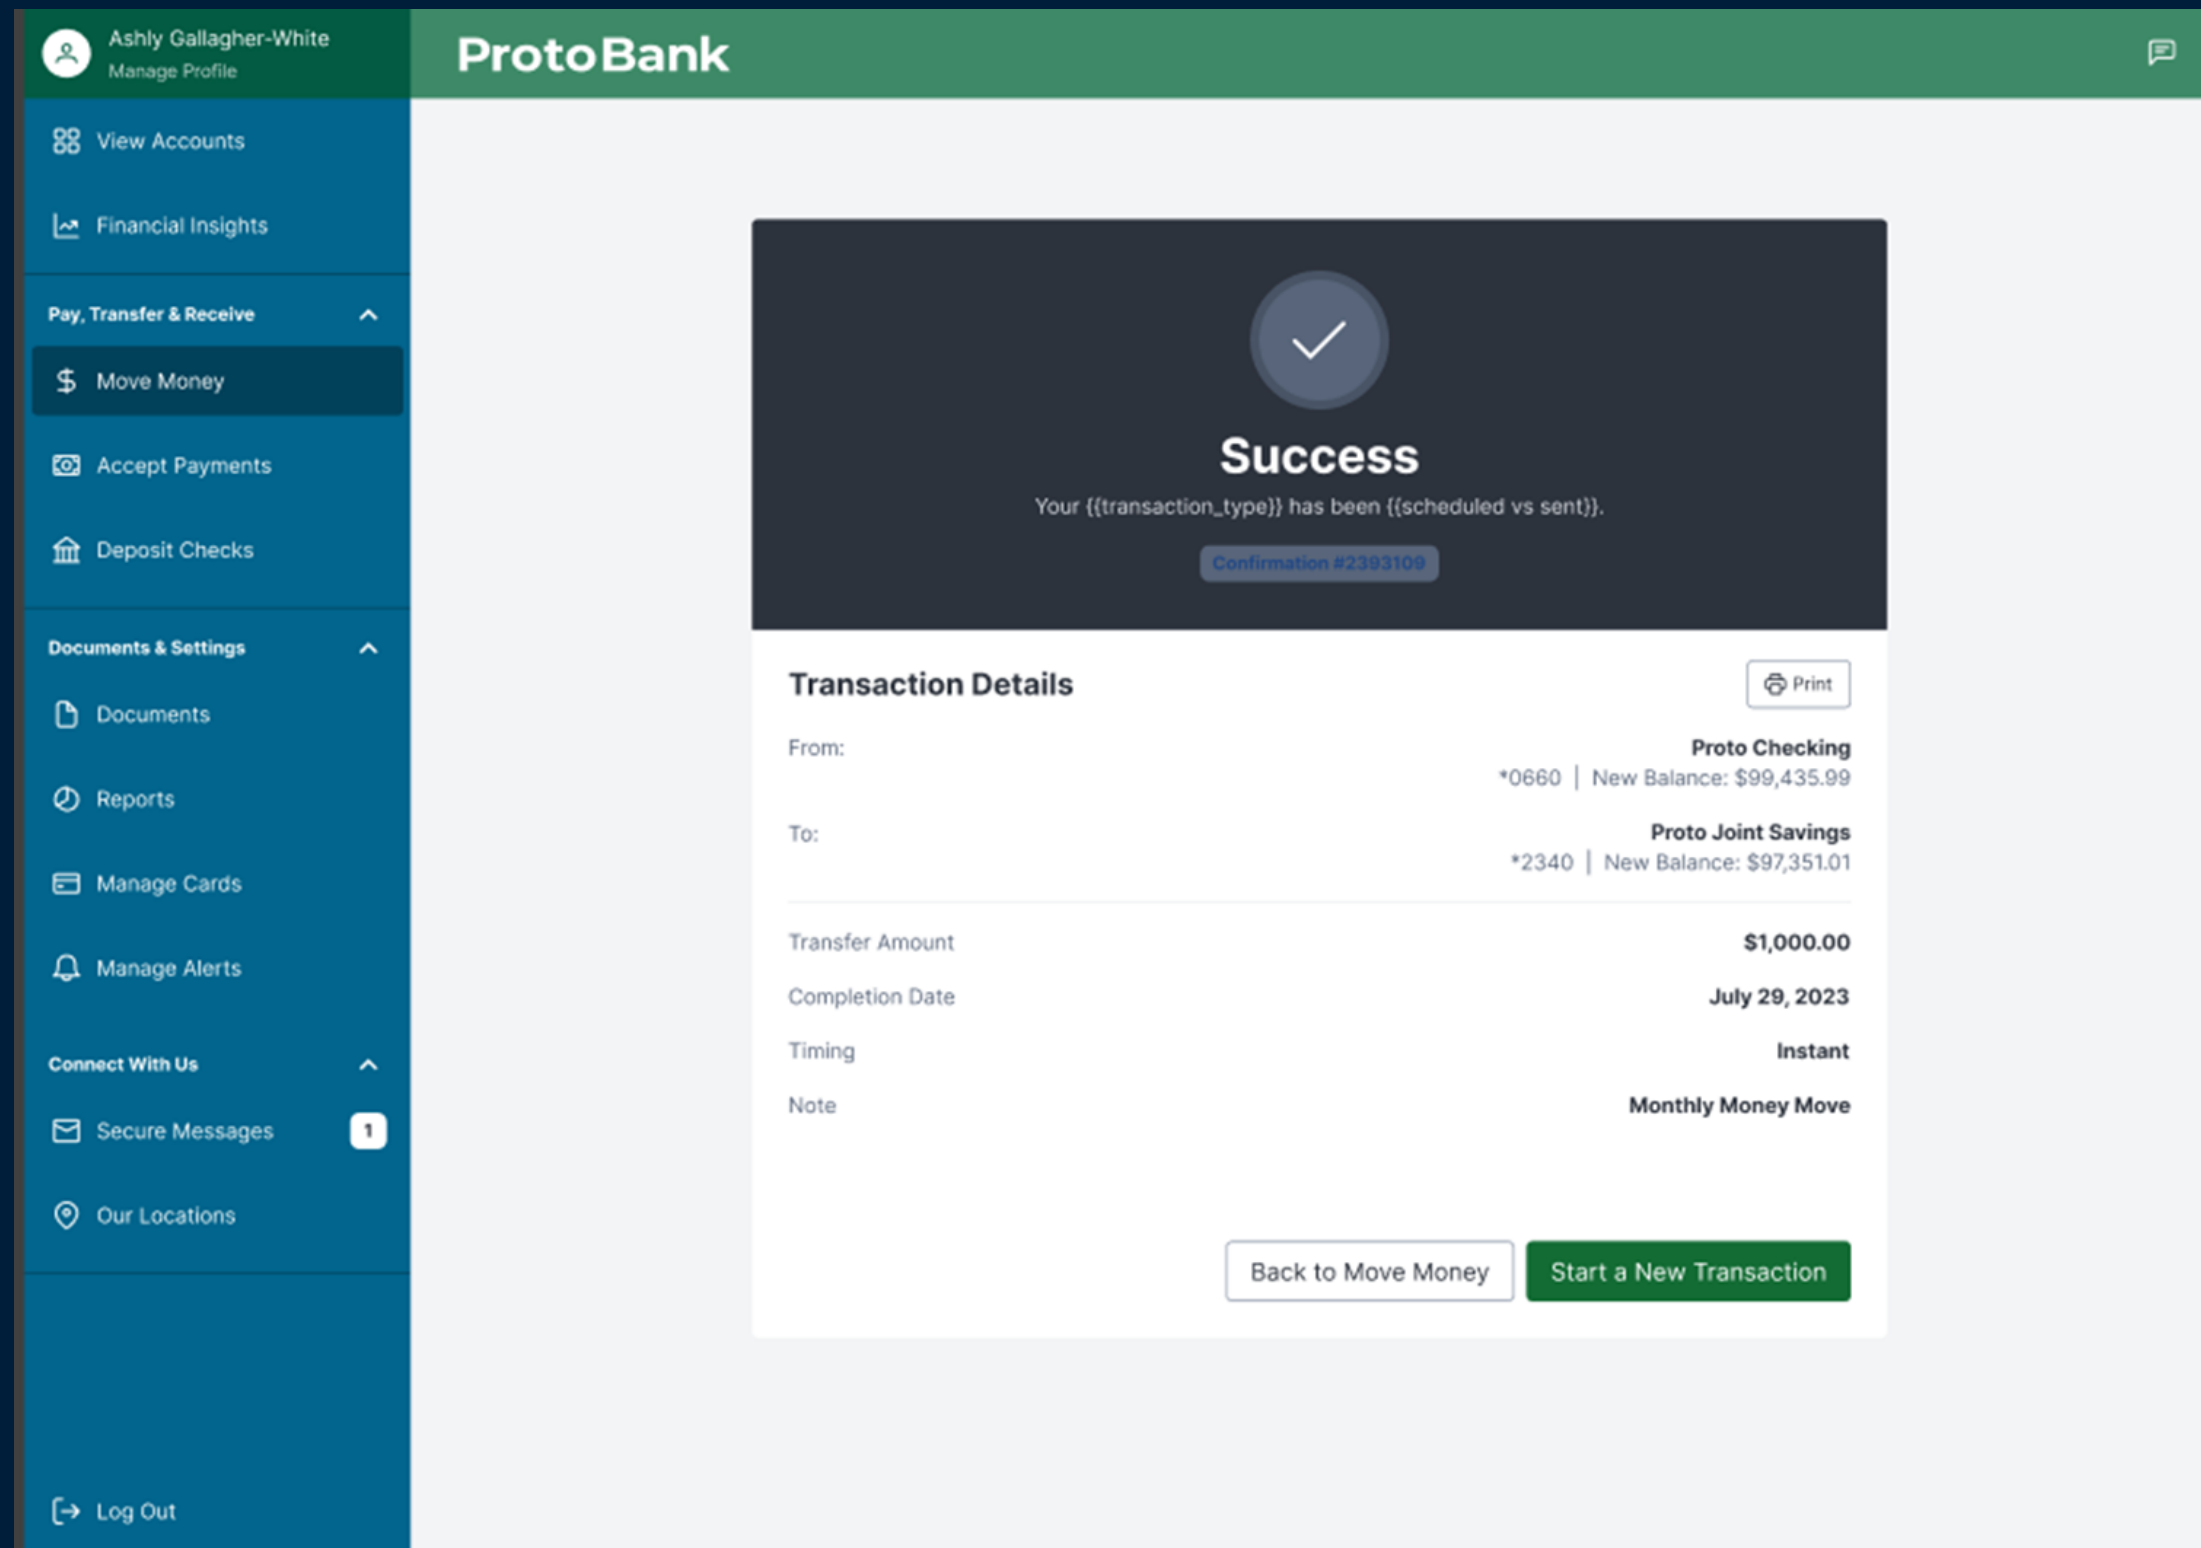 Ashly Gallagher-White
Manage Profile
ProtoBank
View Accounts
Financial Insights
Pay, Transfer & Receive
Move Money
Accept Payments
Deposit Checks
Documents & Settings
Documents
Reports
Manage Cards
Manage Alerts
Connect With Us
Secure Messages 1
Our Locations
Log Out
Success
Your {{transaction_type}} has been {{scheduled vs sent}}.
Confirmation #2393109
Transaction Details
Print
From: Proto Checking
*0660 | New Balance: $99,435.99
To: Proto Joint Savings
*2340 | New Balance: $97,351.01
Transfer Amount $1,000.00
Completion Date July 29, 2023
Timing Instant
Note Monthly Money Move
Back to Move Money Start a New Transaction